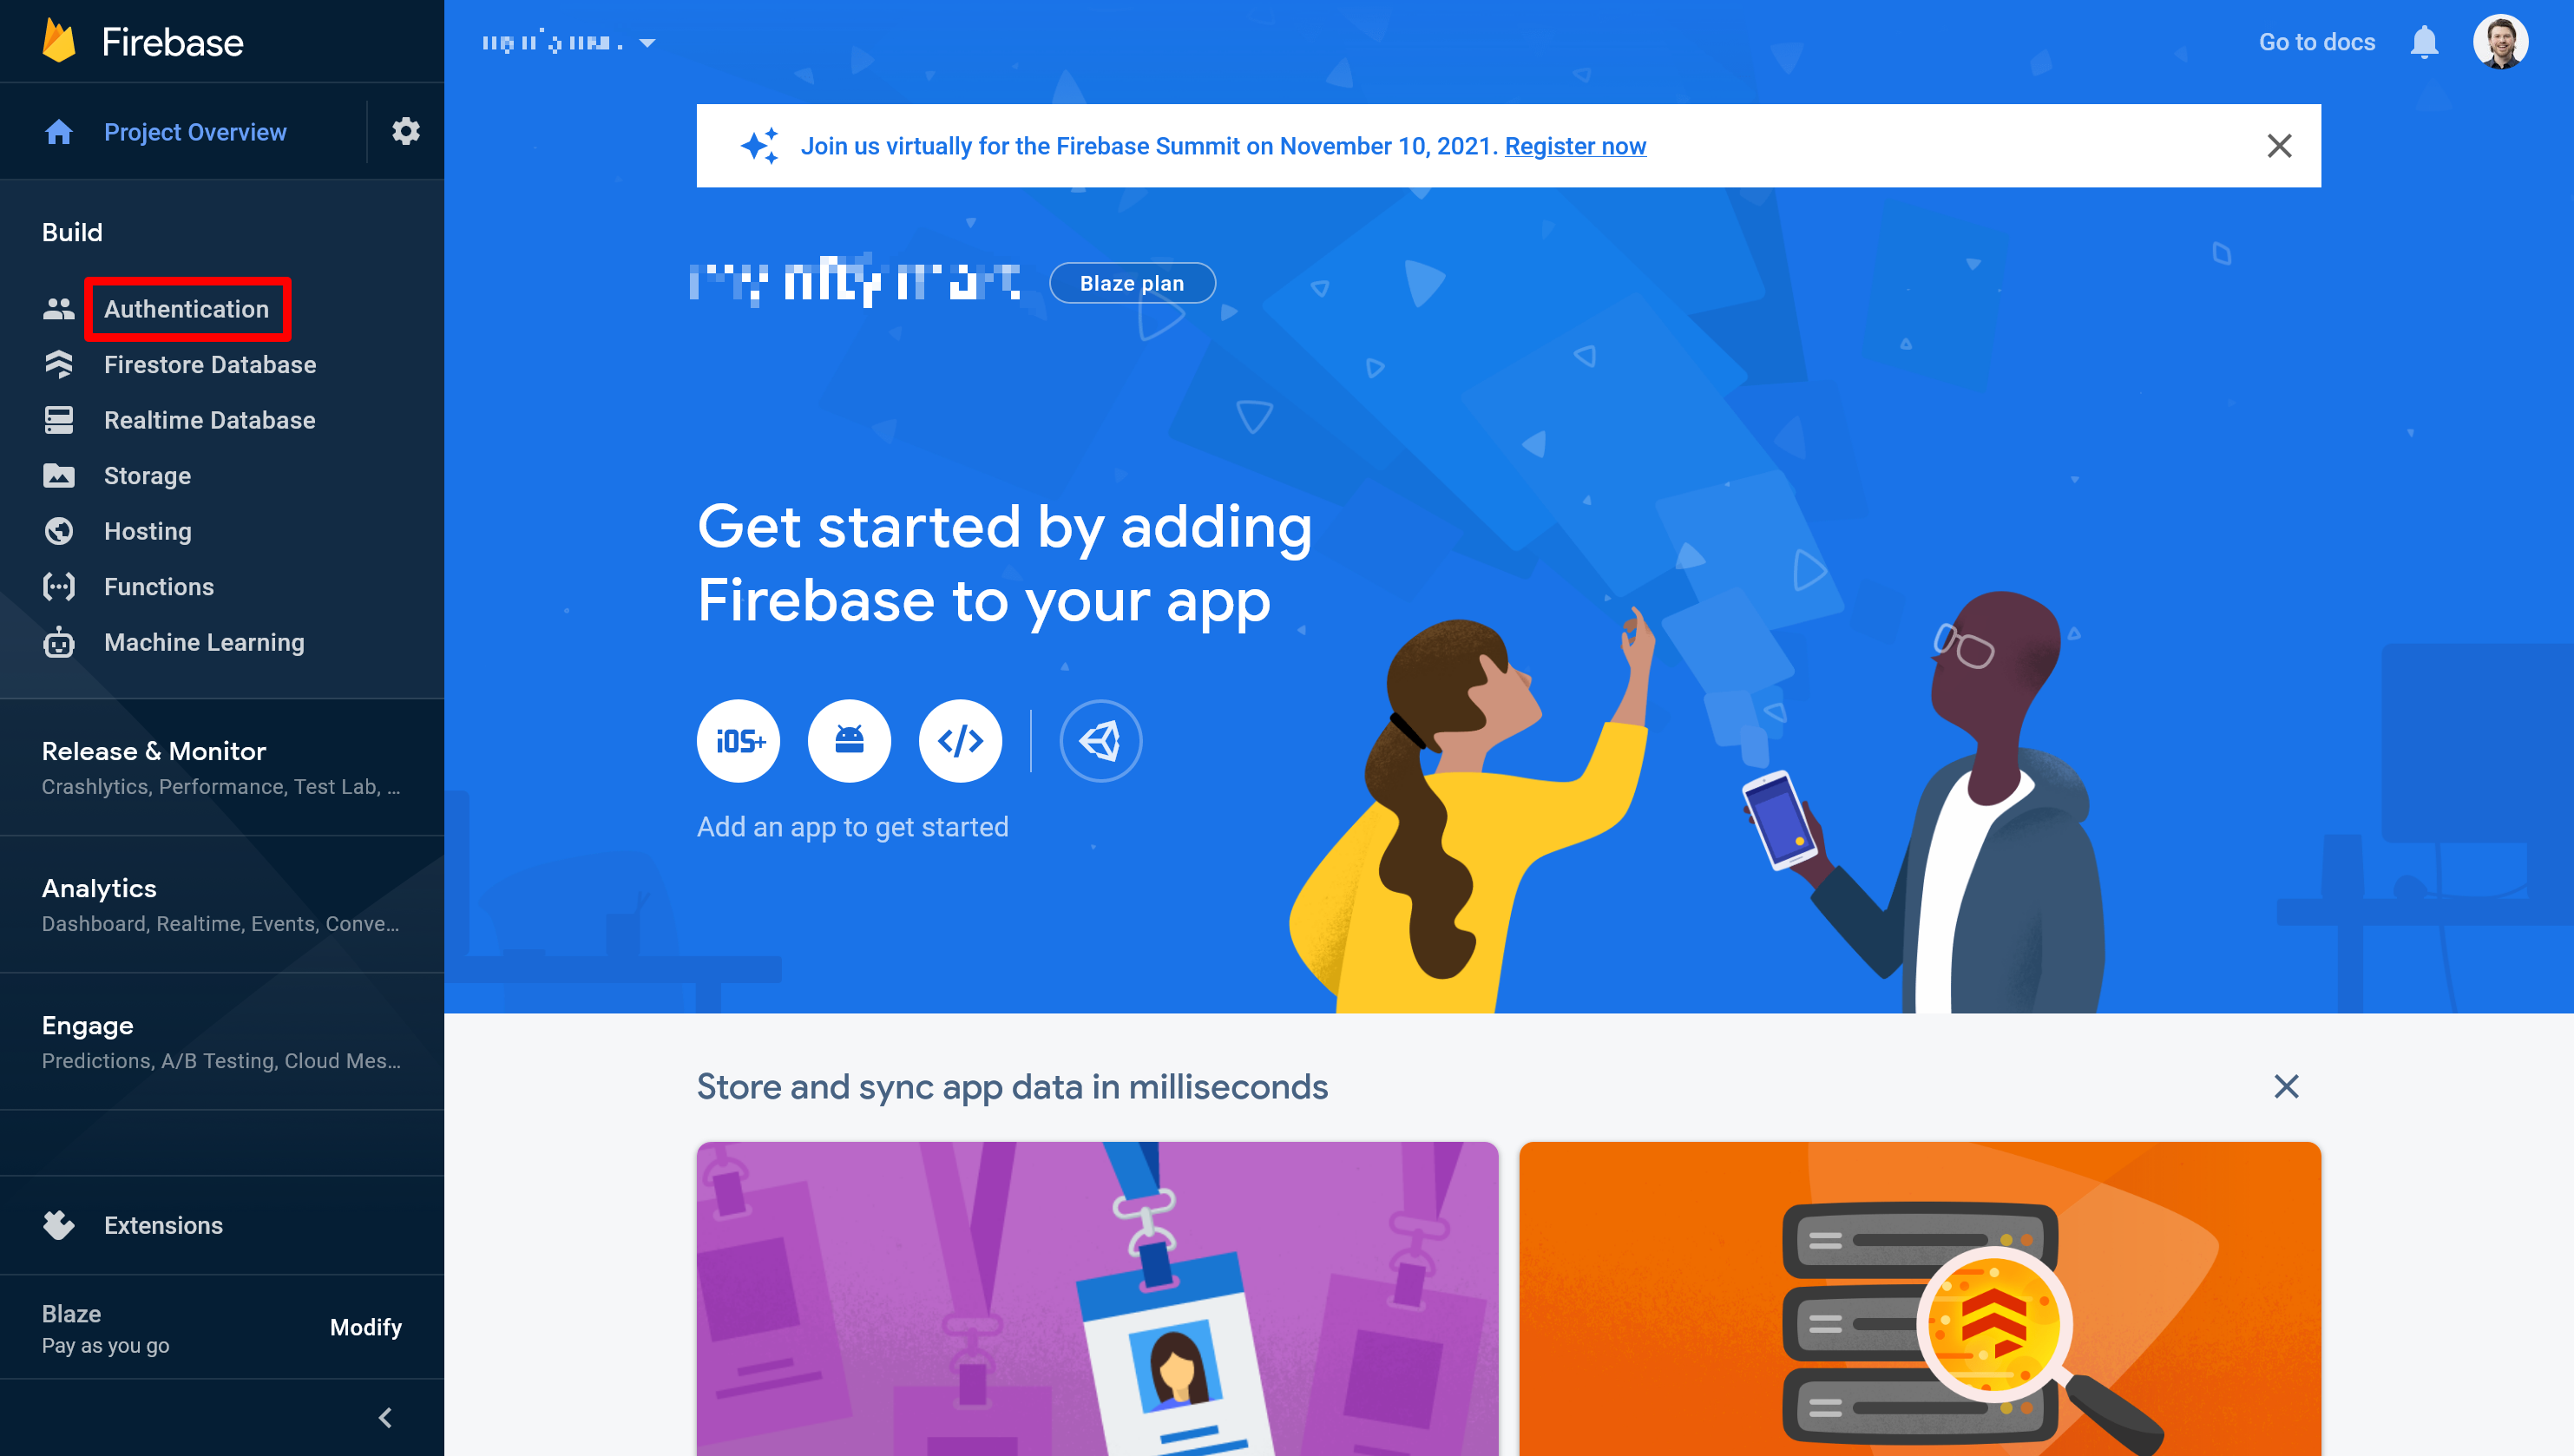 Firebase
Project Overview
Build
Authentication
Firestore Database
Realtime Database
Storage
Hosting
Functions
Machine Learning
Release & Monitor
Crashlytics, Performance, Test Lab, ...
Analytics
Dashboard, Realtime, Events, Conve...
Engage
Predictions, A/B Testing, Cloud Mes...
Extensions
Blaze
Pay as you go
Modify
Go to docs
Join us virtually for the Firebase Summit on November 10, 2021. Register now
Blaze plan
Get started by adding
Firebase to your app
iOS+
</>
Add an app to get started
Store and sync app data in milliseconds